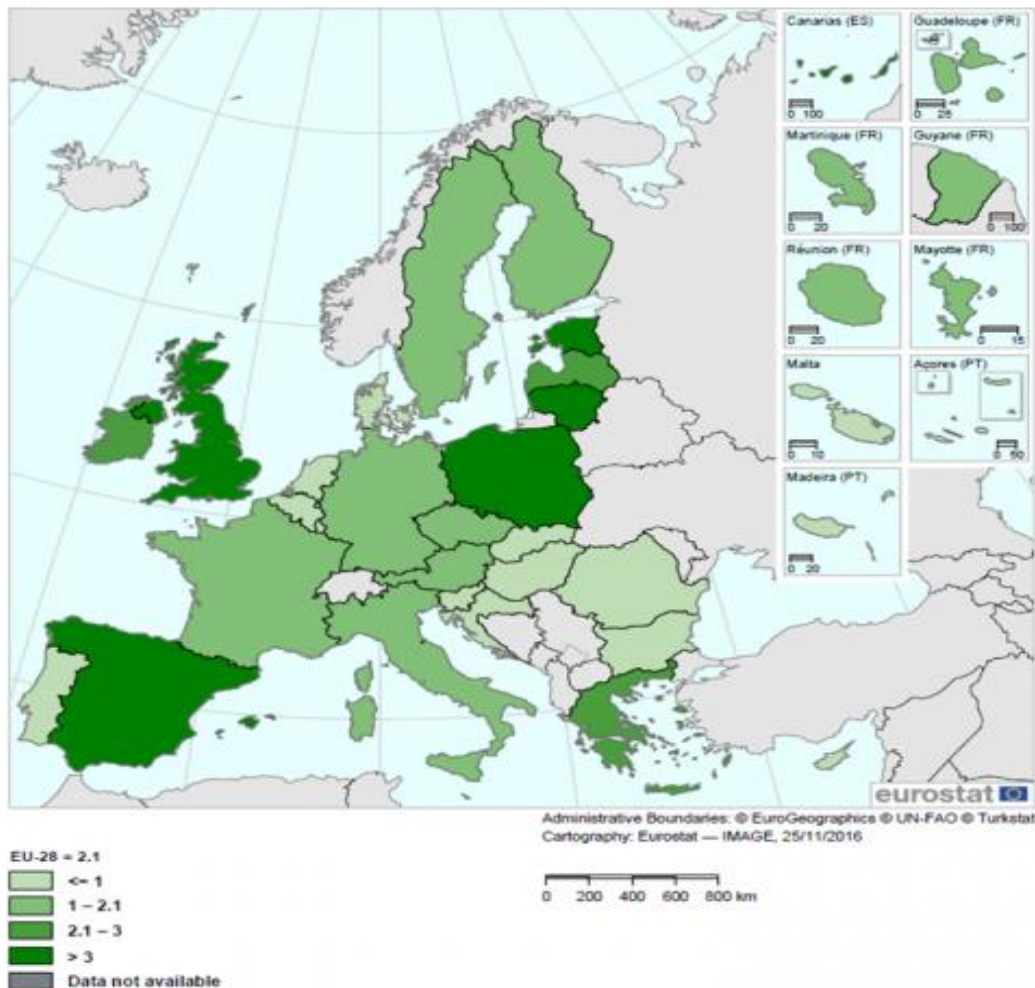 Canarias (ES)
0 100
Guadeloupe (FR)
0 25
Martinique (FR)
0 20
Guyane (FR)
0 100
Réunion (FR)
0 20
Mayotte (FR)
0 15
Malta
0 10
Açores (PT)
0 50
Madeira (PT)
0 20
eurostat
Administrative Boundaries: © EuroGeographics © UN-FAO © Turkstat
Cartography: Eurostat — IMAGE, 25/11/2016
EU-28 = 2.1
<= 1
1 – 2.1
2.1 – 3
> 3
Data not available
0 200 400 600 800 km